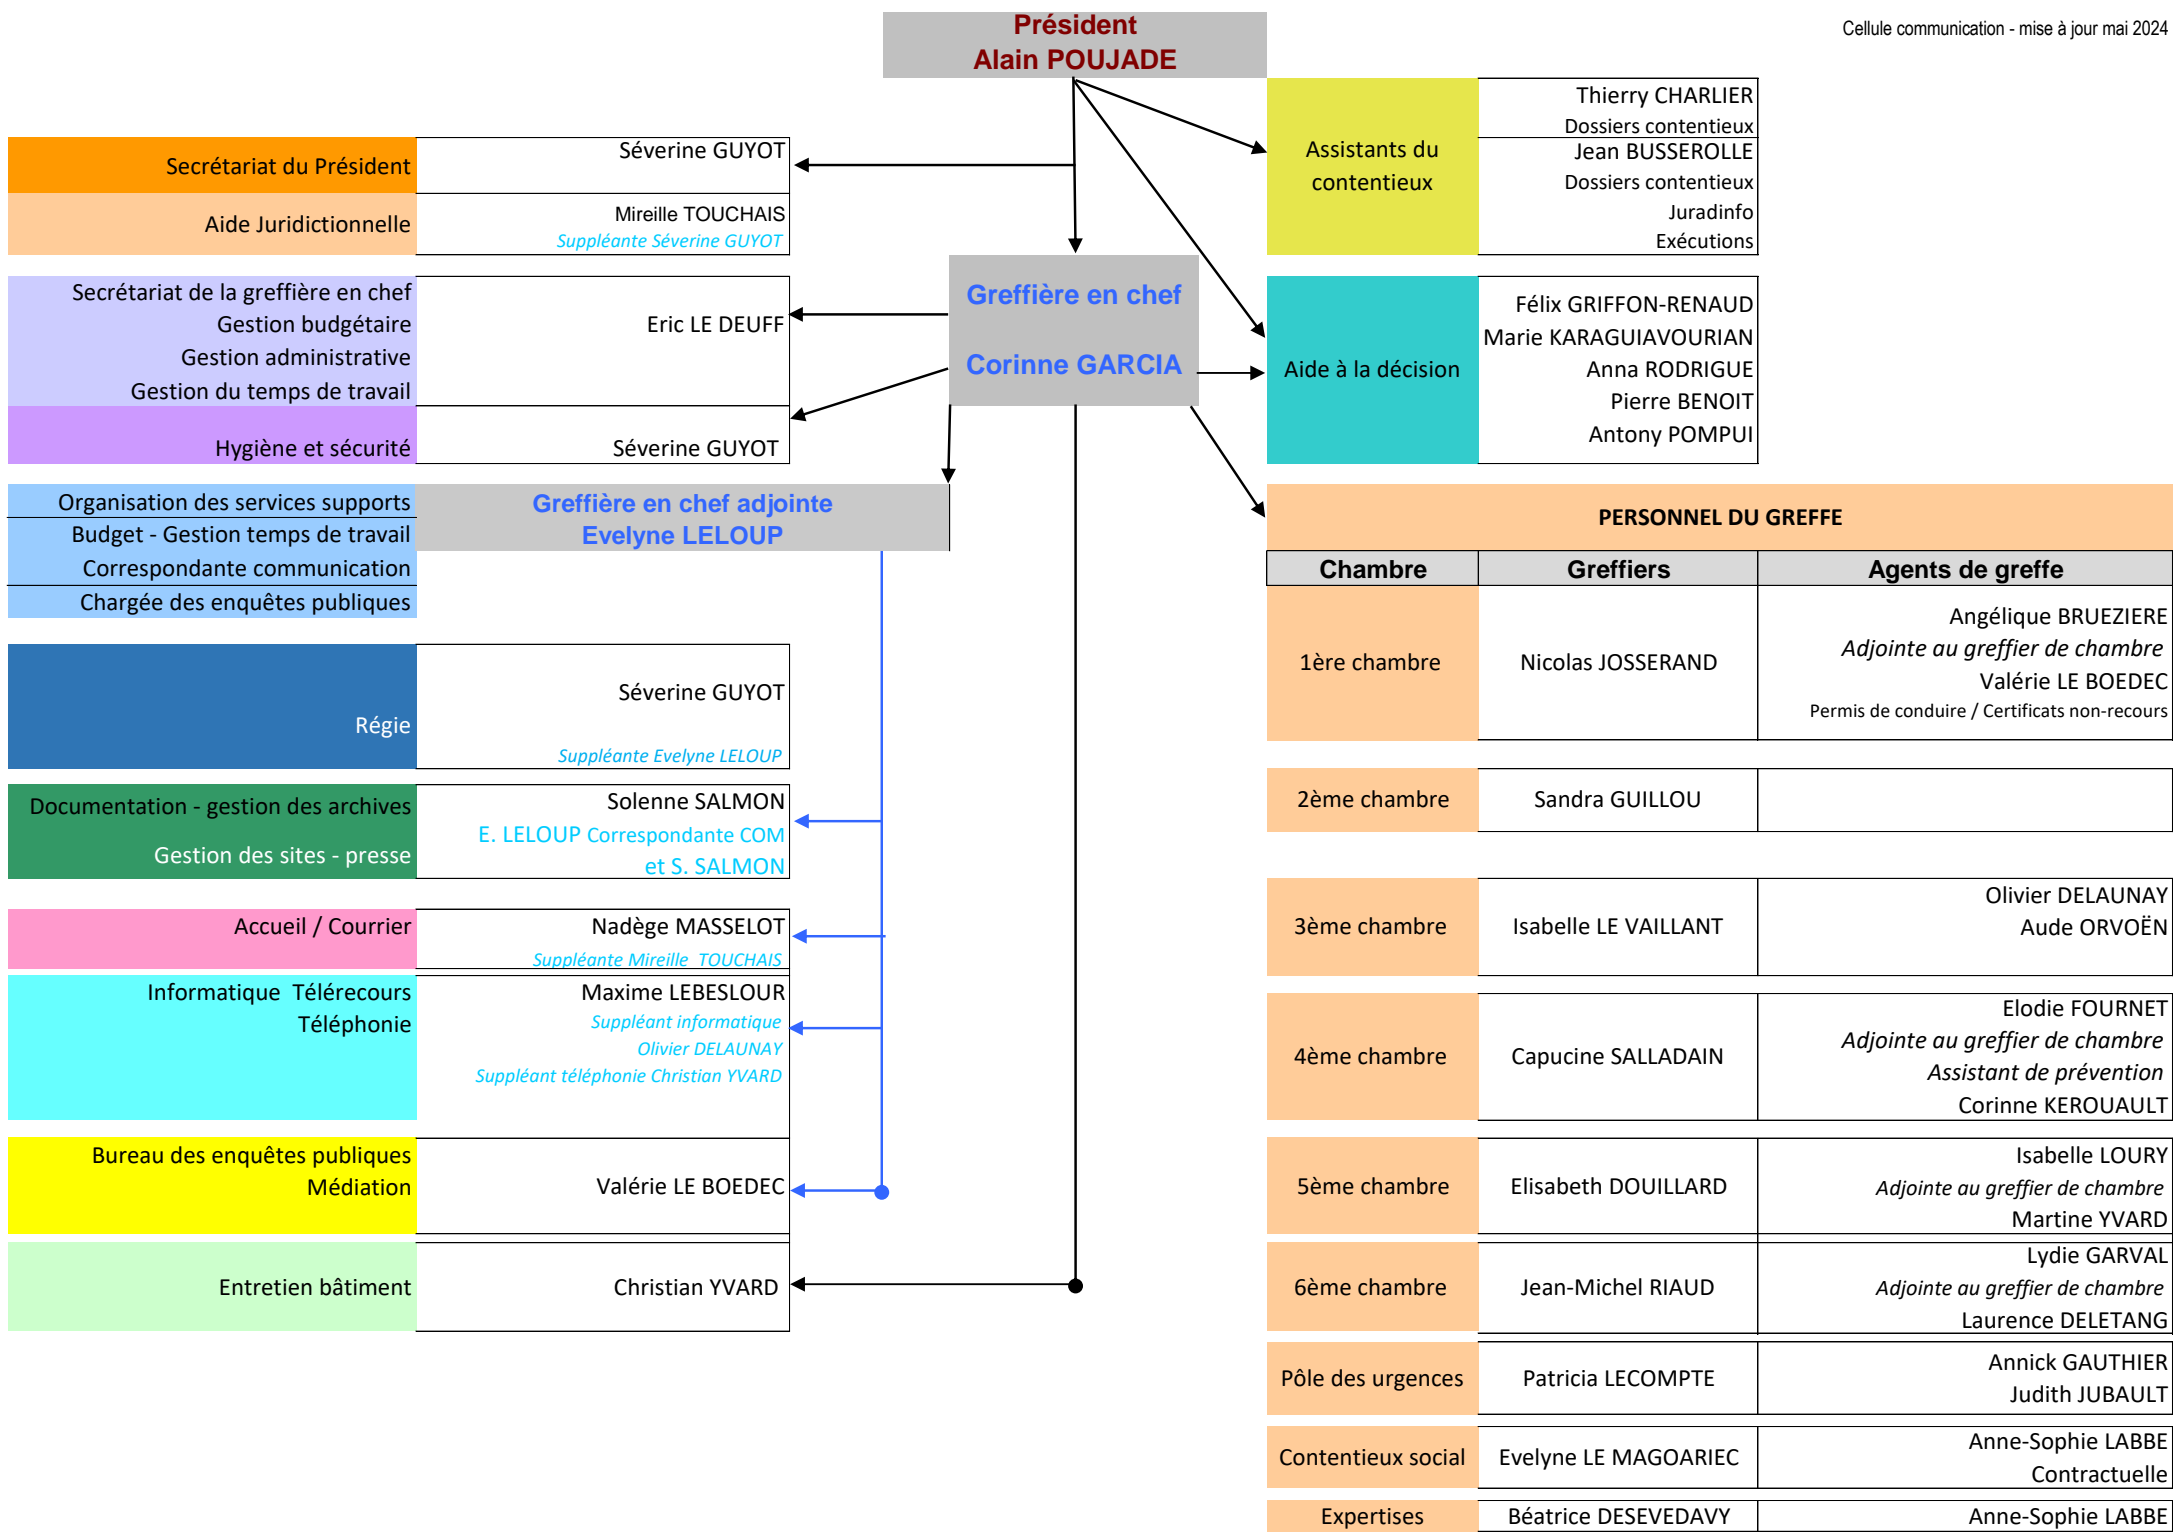 Président
Alain POUJADE
Cellule communication - mise à jour mai 2024
Secrétariat du Président
Séverine GUYOT
Aide Juridictionnelle
Mireille TOUCHAIS
Suppléante Séverine GUYOT
Secrétariat de la greffière en chef
Gestion budgétaire
Gestion administrative
Gestion du temps de travail
Eric LE DEUFF
Hygiène et sécurité
Séverine GUYOT
Greffière en chef
Corinne GARCIA
Assistants du
contentieux
Thierry CHARLIER
Dossiers contentieux
Jean BUSSEROLLE
Dossiers contentieux
Juradinfo
Exécutions
Aide à la décision
Félix GRIFFON-RENAUD
Marie KARAGUIAVOURIAN
Anna RODRIGUE
Pierre BENOIT
Antony POMPUI
Organisation des services supports
Budget - Gestion temps de travail
Correspondante communication
Chargée des enquêtes publiques
Greffière en chef adjointe
Evelyne LELOUP
Régie
Séverine GUYOT
Suppléante Evelyne LELOUP
Documentation - gestion des archives
Gestion des sites - presse
Solenne SALMON
E. LELOUP Correspondante COM
et S. SALMON
Accueil / Courrier
Nadège MASSELOT
Suppléante Mireille  TOUCHAIS
Informatique  Télérecours
Téléphonie
Maxime LEBESLOUR
Suppléant informatique
Olivier DELAUNAY
Suppléant téléphonie Christian YVARD
Bureau des enquêtes publiques
Médiation
Valérie LE BOEDEC
Entretien bâtiment
Christian YVARD
PERSONNEL DU GREFFE
Chambre Greffiers Agents de greffe
1ère chambre
Nicolas JOSSERAND
Angélique BRUEZIERE
Adjointe au greffier de chambre
Valérie LE BOEDEC
Permis de conduire / Certificats non-recours
2ème chambre
Sandra GUILLOU
3ème chambre
Isabelle LE VAILLANT
Olivier DELAUNAY
Aude ORVOËN
4ème chambre
Capucine SALLADAIN
Elodie FOURNET
Adjointe au greffier de chambre
Assistant de prévention
Corinne KEROUAULT
5ème chambre
Elisabeth DOUILLARD
Isabelle LOURY
Adjointe au greffier de chambre
Martine YVARD
6ème chambre
Jean-Michel RIAUD
Lydie GARVAL
Adjointe au greffier de chambre
Laurence DELETANG
Pôle des urgences
Patricia LECOMPTE
Annick GAUTHIER
Judith JUBAULT
Contentieux social
Evelyne LE MAGOARIEC
Anne-Sophie LABBE
Contractuelle
Expertises
Béatrice DESEVEDAVY
Anne-Sophie LABBE